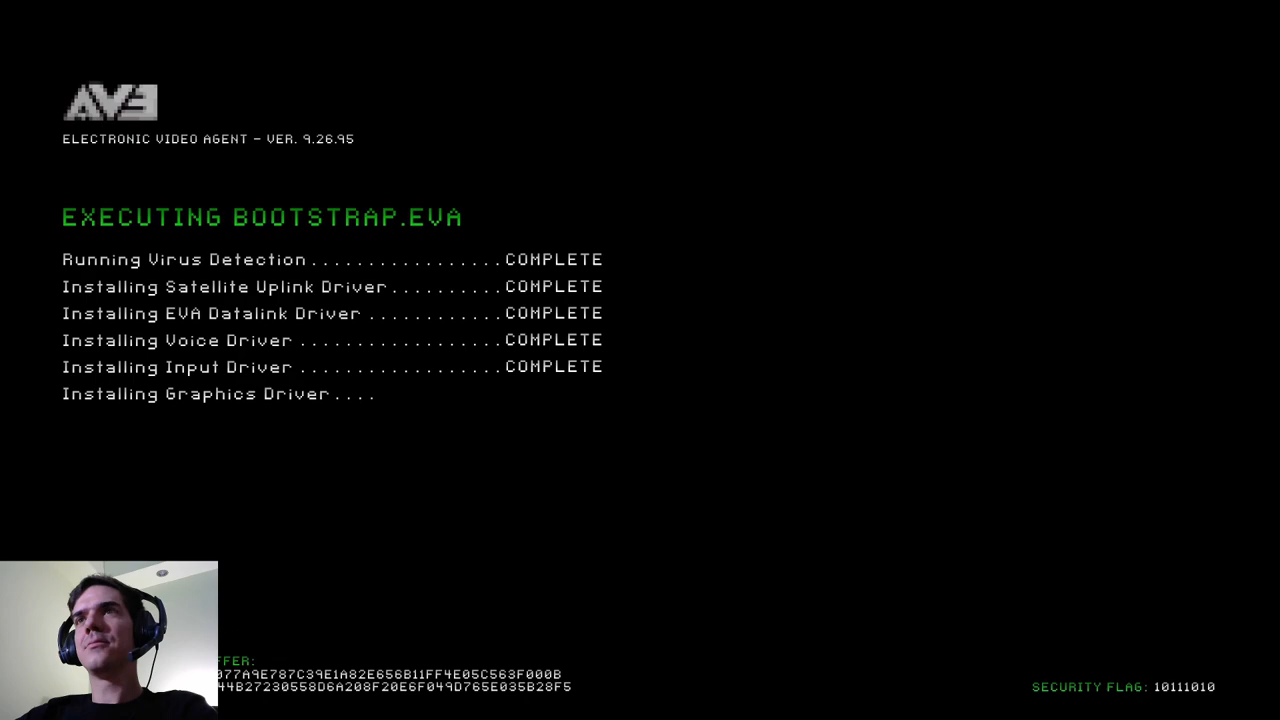 ELECTRONIC VIDEO AGENT - VER. 9.26.95
EXECUTING BOOTSTRAP.EVA
Running Virus Detection.................COMPLETE
Installing Satellite Uplink Driver..........COMPLETE
Installing EVA Datalink Driver ............COMPLETE
Installing Voice Driver ..................COMPLETE
Installing Input Driver ..................COMPLETE
Installing Graphics Driver....
FFER:
077A9E787C39E1A82E656B11FF4E05C563F000B
44B27230558D6A208F20E6F049D765E035B28F5
SECURITY FLAG: 10111010